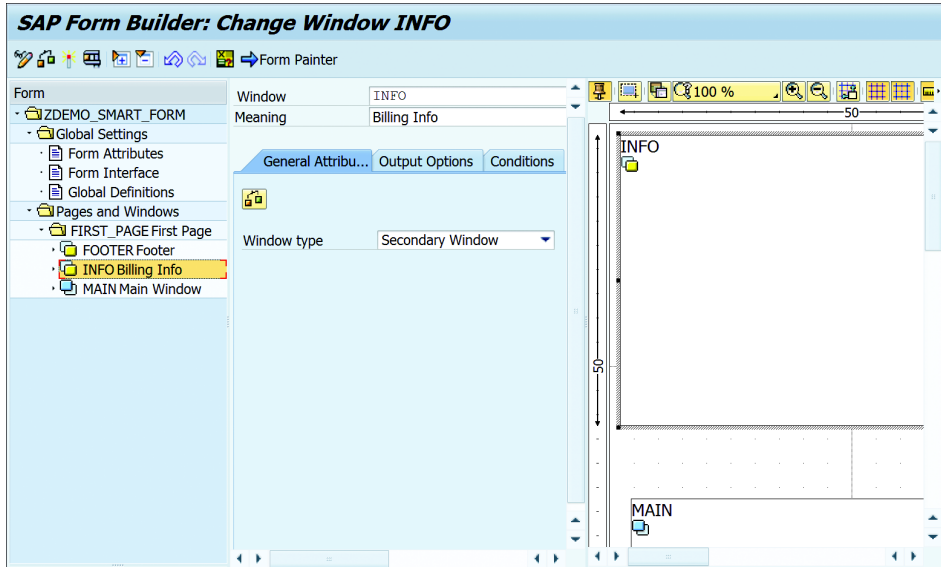 SAP Form Builder: Change Window INFO
Form Painter
Form
ZDEMO_SMART_FORM
Global Settings
Form Attributes
Form Interface
Global Definitions
Pages and Windows
FIRST_PAGE First Page
FOOTER Footer
INFO Billing Info
MAIN Main Window
Window INFO
Meaning Billing Info
General Attribu... Output Options Conditions
Window type Secondary Window
100 %
50
INFO
50
MAIN